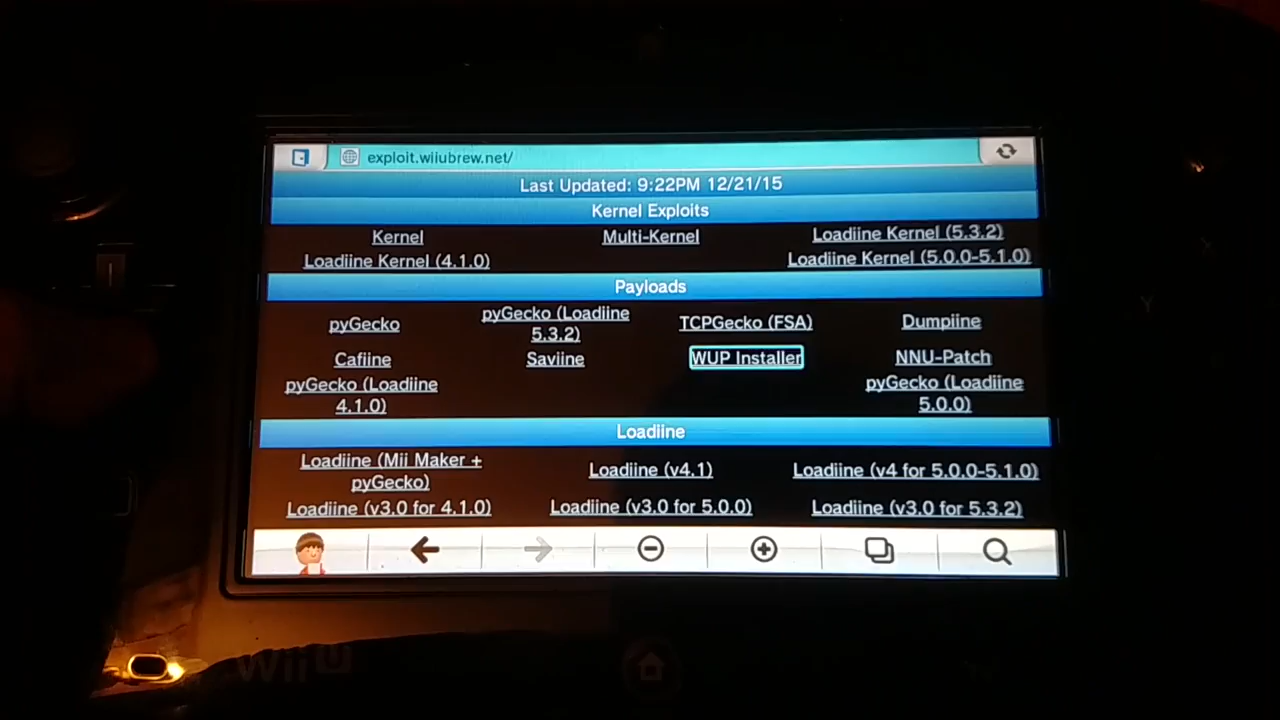 exploit.wiiubrew.net/
Last Updated: 9:22PM 12/21/15
Kernel Exploits
Kernel Multi-Kernel Loadiine Kernel (5.3.2)
Loadiine Kernel (4.1.0) Loadiine Kernel (5.0.0-5.1.0)
Payloads
pyGecko pyGecko (Loadiine 5.3.2) TCPGecko (FSA) Dumpiine
Cafiine Saviine WUP Installer NNU-Patch
pyGecko (Loadiine 4.1.0) pyGecko (Loadiine 5.0.0)
Loadiine
Loadiine (Mii Maker + pyGecko) Loadiine (v4.1) Loadiine (v4 for 5.0.0-5.1.0)
Loadiine (v3.0 for 4.1.0) Loadiine (v3.0 for 5.0.0) Loadiine (v3.0 for 5.3.2)
Wii U
Y